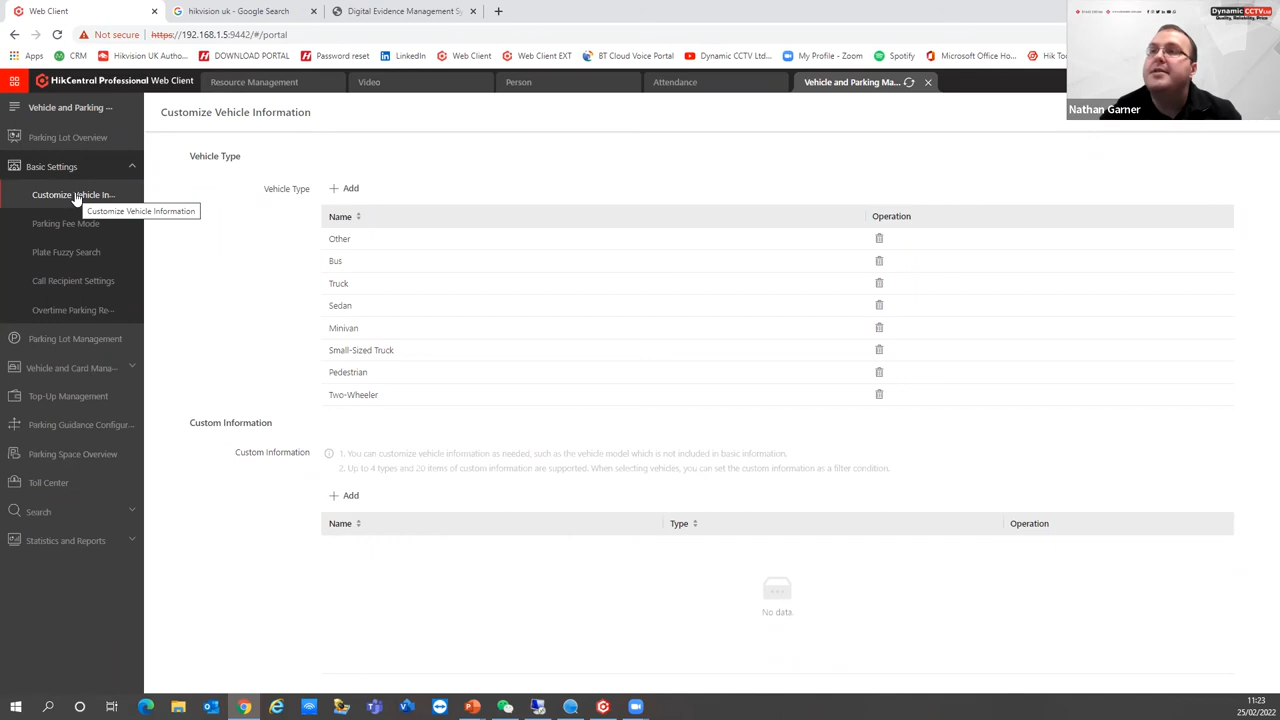 Web Client
hikvision uk - Google Search
Digital Evidence Management Sy
Not secure
https://192.168.1.5:9442/#/portal
Apps
CRM
Hikvision UK Autho...
DOWNLOAD PORTAL
Password reset
LinkedIn
Web Client
Web Client EXT
BT Cloud Voice Portal
Dynamic CCTV Ltd...
My Profile - Zoom
Spotify
Microsoft Office Ho...
Hik To
HikCentral Professional Web Client
Resource Management
Video
Person
Attendance
Vehicle and Parking Ma...
Dynamic CCTV Ltd
Quality, Reliability, Price
Nathan Garner
Vehicle and Parking ...
Parking Lot Overview
Basic Settings
Customize Vehicle In...
Customize Vehicle Information
Parking Fee Mode
Plate Fuzzy Search
Call Recipient Settings
Overtime Parking Re...
Parking Lot Management
Vehicle and Card Mana...
Top-Up Management
Parking Guidance Configur...
Parking Space Overview
Toll Center
Search
Statistics and Reports
Customize Vehicle Information
Vehicle Type
Vehicle Type
Add
Name
Operation
Other
Bus
Truck
Sedan
Minivan
Small-Sized Truck
Pedestrian
Two-Wheeler
Custom Information
Custom Information
1. You can customize vehicle information as needed, such as the vehicle model which is not included in basic information.
2. Up to 4 types and 20 items of custom information are supported. When selecting vehicles, you can set the custom information as a filter condition.
Add
Name
Type
Operation
No data.
11:23
25/02/2022